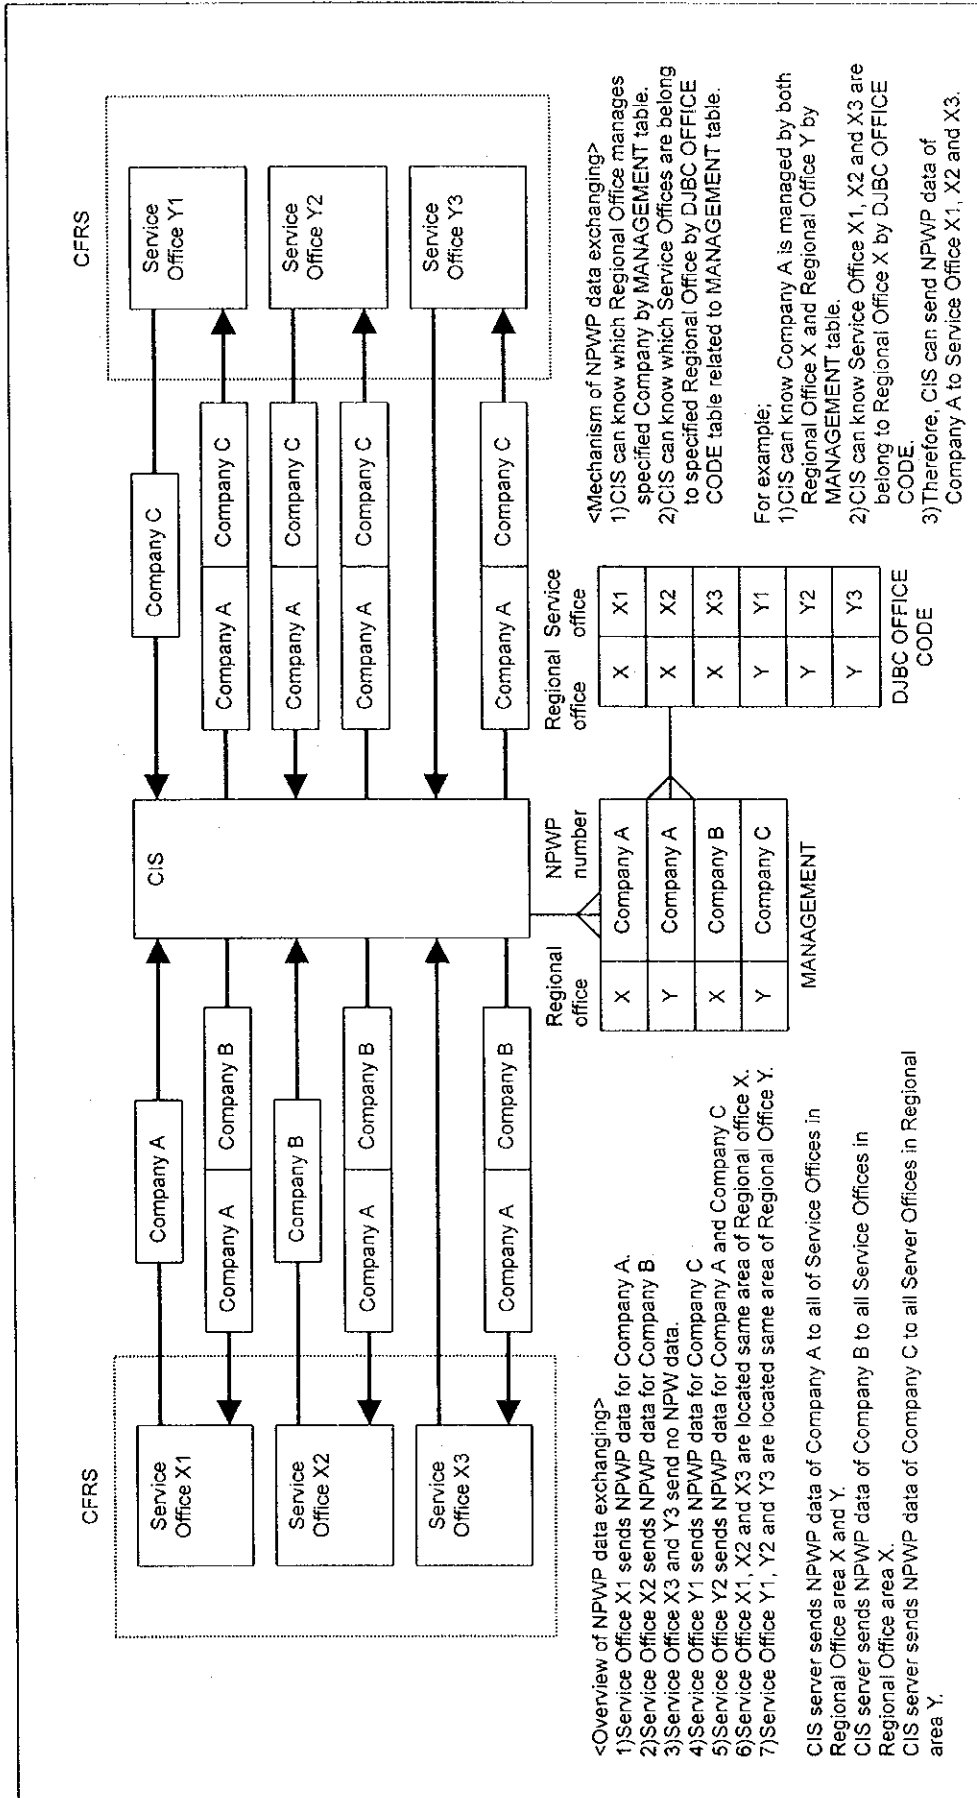 CFRS
Service
Office X1
Service
Office X2
Service
Office X3
Company A
Company A
Company B
Company B
Company A
Company B
Company A
Company B
CIS
Company C
Company A
Company C
Company A
Company C
Company A
Company C
Company A
Company C
CFRS
Service
Office Y1
Service
Office Y2
Service
Office Y3
<Overview of NPWP data exchanging>
1)Service Office X1 sends NPWP data for Company A.
2)Service Office X2 sends NPWP data for Company B.
3)Service Office X3 and Y3 send no NPW data.
4)Service Office Y1 sends NPWP data for Company C
5)Service Office Y2 sends NPWP data for Company A and Company C
6)Service Office X1, X2 and X3 are located same area of Regional office X.
7)Service Office Y1, Y2 and Y3 are located same area of Regional Office Y.
CIS server sends NPWP data of Company A to all of Service Offices in
Regional Office area X and Y.
CIS server sends NPWP data of Company B to all Service Offices in
Regional Office area X.
CIS server sends NPWP data of Company C to all Server Offices in Regional
area Y.
Regional
office
NPWP
number
X Company A
Y Company A
X Company B
Y Company C
MANAGEMENT
Regional
office
Service
office
X X1
X X2
X X3
Y Y1
Y Y2
Y Y3
DJBC OFFICE
CODE
<Mechanism of NPWP data exchanging>
1)CIS can know which Regional Office manages
specified Company by MANAGEMENT table.
2)CIS can know which Service Offices are belong
to specified Regional Office by DJBC OFFICE
CODE table related to MANAGEMENT table.
For example;
1)CIS can know Company A is managed by both
Regional Office X and Regional Office Y by
MANAGEMENT table.
2)CIS can know Service Office X1, X2 and X3 are
belong to Regional Office X by DJBC OFFICE
CODE.
3)Therefore, CIS can send NPWP data of
Company A to Service Office X1, X2 and X3.